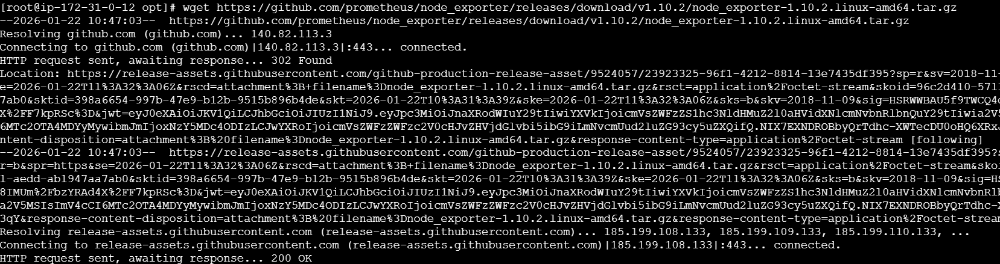 [root@ip-172-31-0-12 opt]# wget https://github.com/prometheus/node_exporter/releases/download/v1.10.2/node_exporter-1.10.2.linux-amd64.tar.gz
--2026-01-22 10:47:03--  https://github.com/prometheus/node_exporter/releases/download/v1.10.2/node_exporter-1.10.2.linux-amd64.tar.gz
Resolving github.com (github.com)... 140.82.113.3
Connecting to github.com (github.com)|140.82.113.3|:443... connected.
HTTP request sent, awaiting response... 302 Found
Location: https://release-assets.githubusercontent.com/github-production-release-asset/9524057/23923325-96f1-4212-8814-13e7435df395?sp=r&sv=2018-11-
e=2026-01-22T11%3A32%3A06Z&rscd=attachment%3B+filename%3Dnode_exporter-1.10.2.linux-amd64.tar.gz&rsct=application%2Foctet-stream&skoid=96c2d410-5711
7ab0&sktid=398a6654-997b-47e9-b12b-9515b896b4de&skt=2026-01-22T10%3A31%3A39Z&ske=2026-01-22T11%3A32%3A06Z&sks=b&skv=2018-11-09&sig=HSRWWBAU5f9TWCQ4
X%2FF7kpRSc%3D&jwt=eyJ0eXAiOiJKV1QiLCJhbGciOiJIUzI1NiJ9.eyJpc3MiOiJnaXRodWIuY29tIiwiYXVkIjoicmVsZWFzZS1hc3NldHMuZ2l0aHVidXNlcmNvbnRlbnQuY29tIiwia2V5
6MTc2OTA4MDYyMywibmJmIjoxNzY5MDc4ODIzLCJwYXRoIjoicmVsZWFzZWFzc2V0cHJvZHVjdGlvbi5ibG9iLmNvcmUud2luZG93cy5uZXQifQ.NIX7EXNDROBbyQrTdhc-XWTecDU0oHQ6XRx
ntent-disposition=attachment%3B%20filename%3Dnode_exporter-1.10.2.linux-amd64.tar.gz&response-content-type=application%2Foctet-stream [following]
--2026-01-22 10:47:03--  https://release-assets.githubusercontent.com/github-production-release-asset/9524057/23923325-96f1-4212-8814-13e7435df395?
r=b&spr=https&se=2026-01-22T11%3A32%3A06Z&rscd=attachment%3B+filename%3Dnode_exporter-1.10.2.linux-amd64.tar.gz&rsct=application%2Foctet-stream&sko
1-aedd-ab1947aa7ab0&sktid=398a6654-997b-47e9-b12b-9515b896b4de&skt=2026-01-22T10%3A31%3A39Z&ske=2026-01-22T11%3A32%3A06Z&sks=b&skv=2018-11-09&sig=H
8IMUm%2FbzYRAd4X%2FF7kpRSc%3D&jwt=eyJ0eXAiOiJKV1QiLCJhbGciOiJIUzI1NiJ9.eyJpc3MiOiJnaXRodWIuY29tIiwiYXVkIjoicmVsZWFzZS1hc3NldHMuZ2l0aHVidXNlcmNvbnRl
a2V5MSIsImV4cCI6MTc2OTA4MDYyMywibmJmIjoxNzY5MDc4ODIzLCJwYXRoIjoicmVsZWFzZWFzc2V0cHJvZHVjdGlvbi5ibG9iLmNvcmUud2luZG93cy5uZXQifQ.NIX7EXNDROBbyQrTdhc-
3qY&response-content-disposition=attachment%3B%20filename%3Dnode_exporter-1.10.2.linux-amd64.tar.gz&response-content-type=application%2Foctet-strea
Resolving release-assets.githubusercontent.com (release-assets.githubusercontent.com)... 185.199.108.133, 185.199.109.133, 185.199.110.133, ...
Connecting to release-assets.githubusercontent.com (release-assets.githubusercontent.com)|185.199.108.133|:443... connected.
HTTP request sent, awaiting response... 200 OK